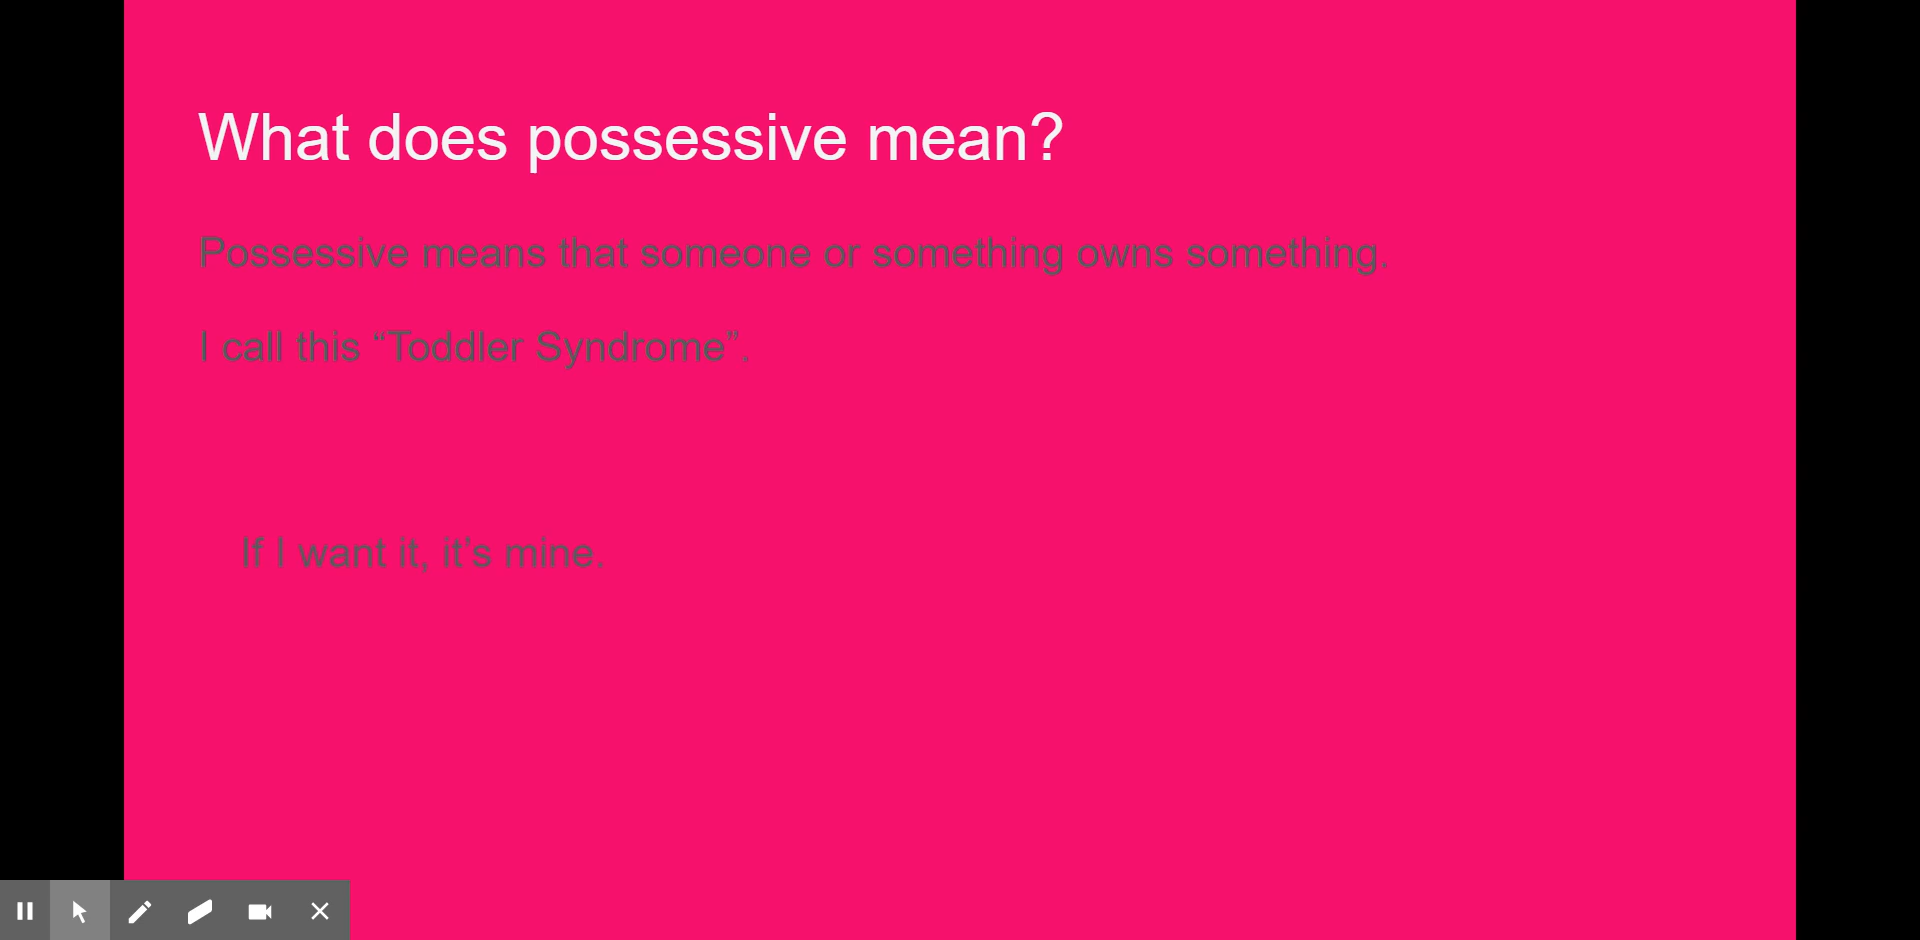 What does possessive mean?
Possessive means that someone or something owns something.
I call this “Toddler Syndrome”.
If I want it, it’s mine.